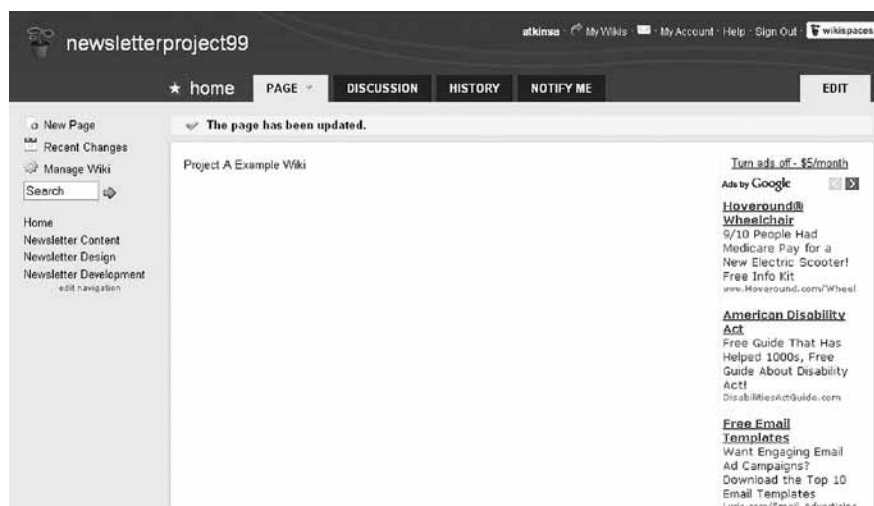 newsletterproject99
atkinsa · My Wikis · My Account · Help · Sign Out · wikispaces
home PAGE DISCUSSION HISTORY NOTIFY ME EDIT
New Page
Recent Changes
Manage Wiki
Search
Home
Newsletter Content
Newsletter Design
Newsletter Development
edit navigation
The page has been updated.
Project A Example Wiki
Turn ads off - $5/month
Ads by Google
Hoveround®
Wheelchair
9/10 People Had
Medicare Pay for a
New Electric Scooter!
Free Info Kit
www.Hoveround.com/Wheel
American Disability
Act
Free Guide That Has
Helped 1000s, Free
Guide About Disability
Act!
DisabilitiesActGuide.com
Free Email
Templates
Want Engaging Email
Ad Campaigns?
Download the Top 10
Email Templates